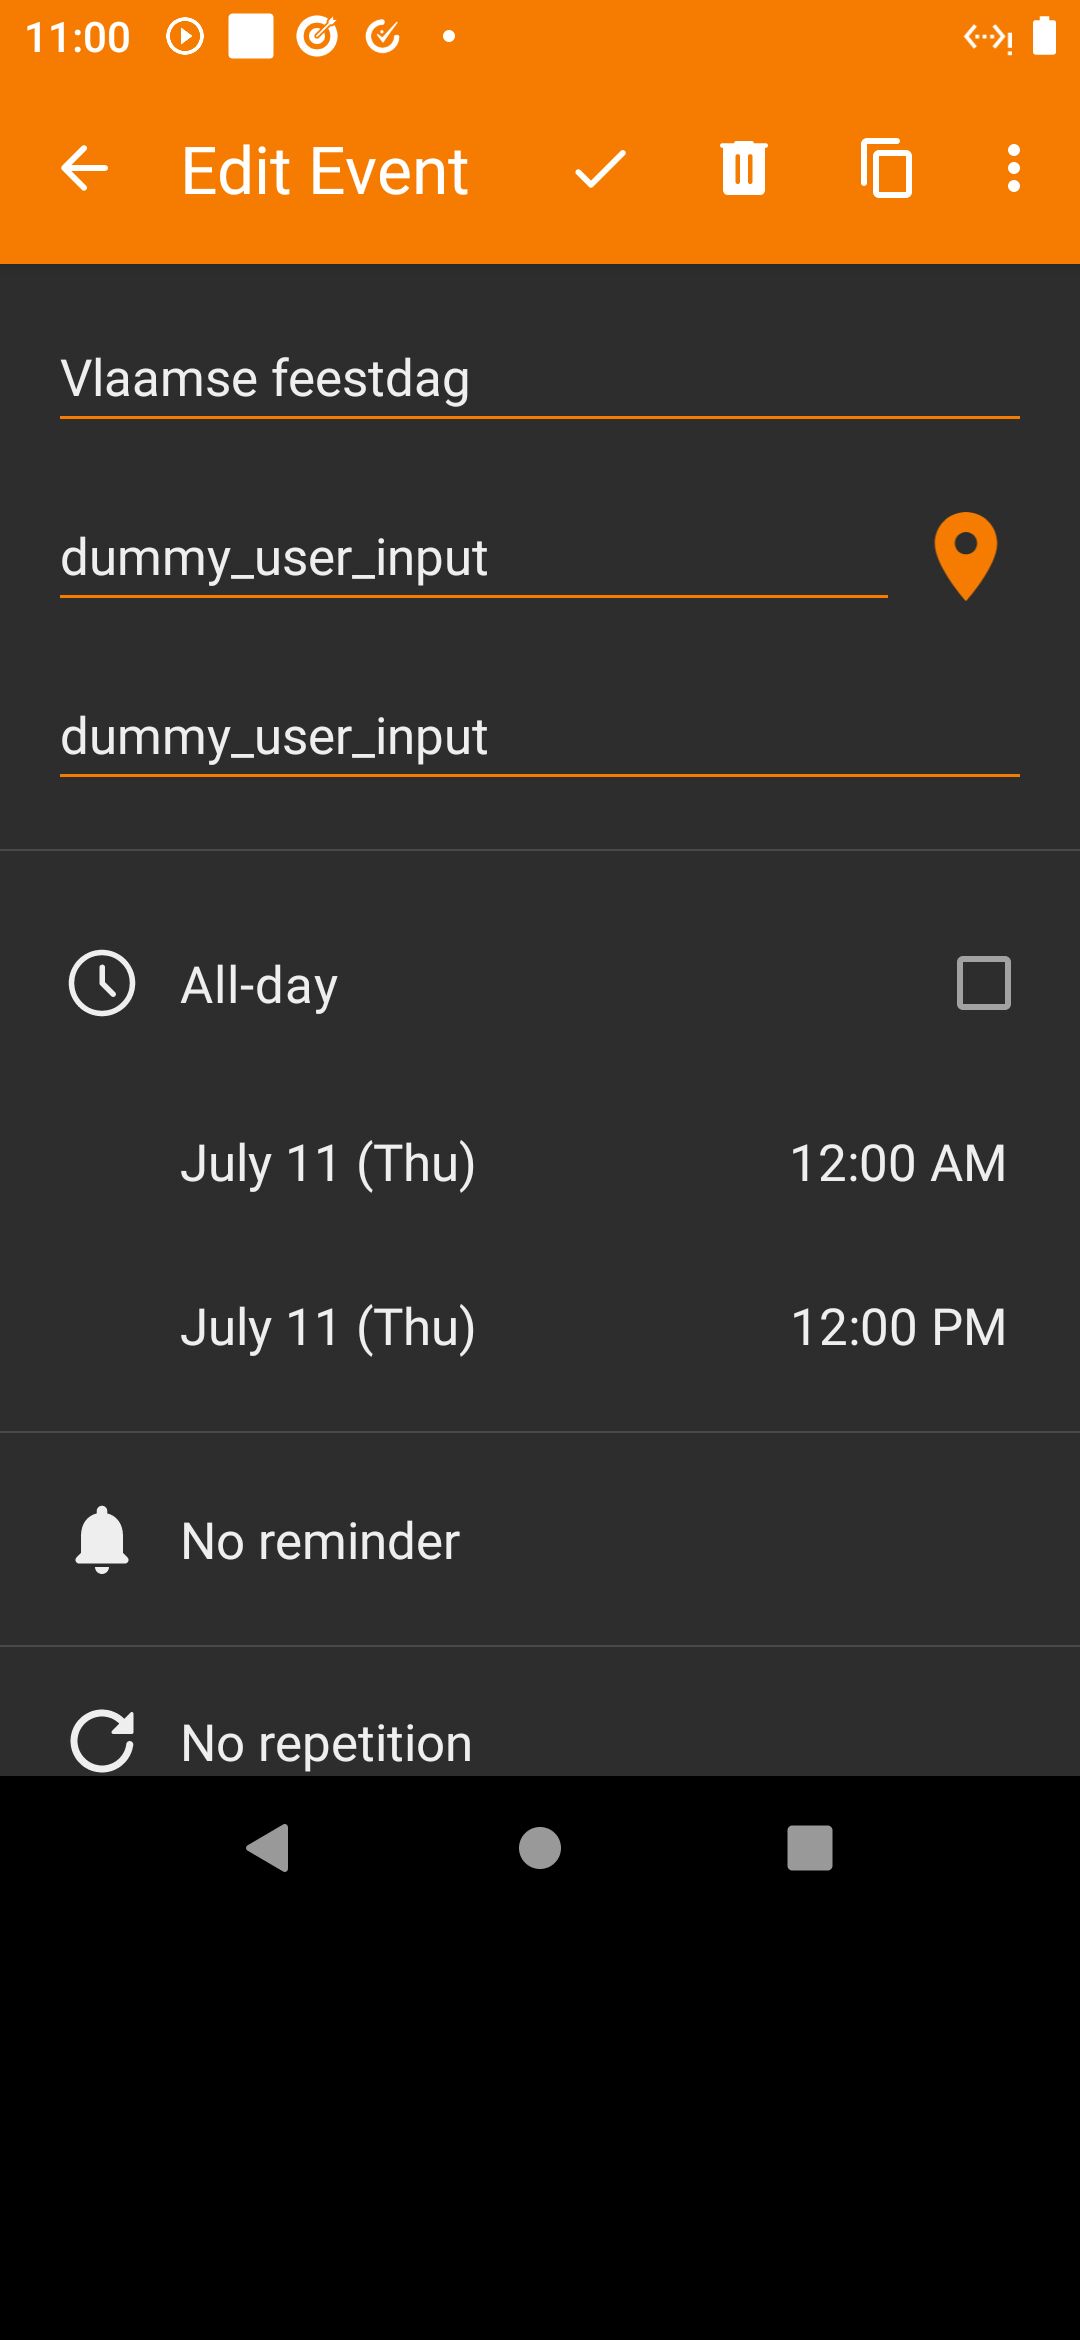 11:00
Edit Event
Vlaamse feestdag
dummy_user_input
dummy_user_input
All-day
July 11 (Thu) 12:00 AM
July 11 (Thu) 12:00 PM
No reminder
No repetition